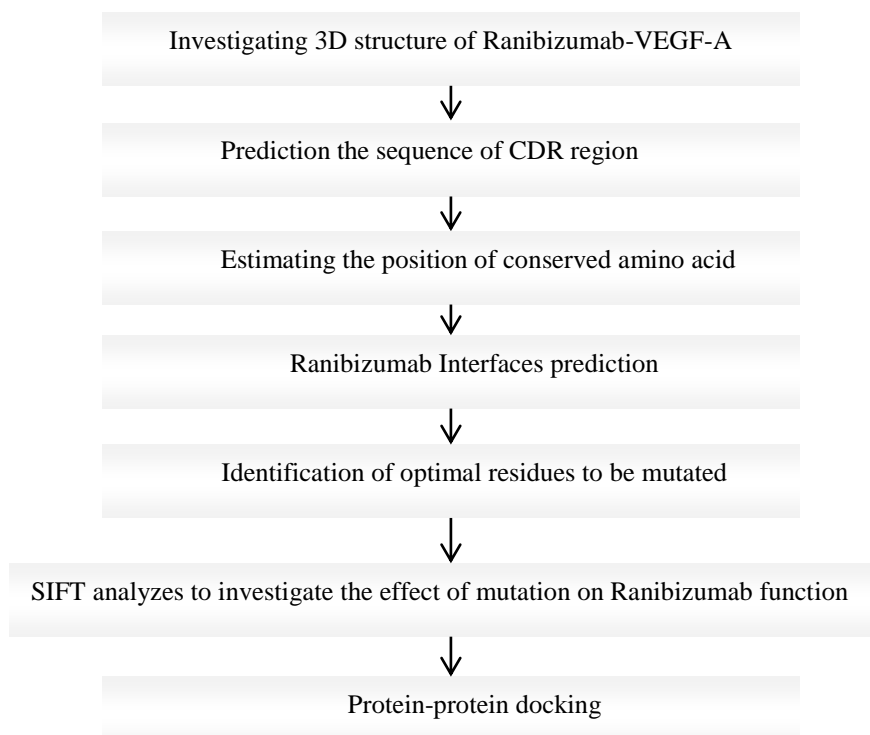 Investigating 3D structure of Ranibizumab-VEGF-A
Prediction the sequence of CDR region
Estimating the position of conserved amino acid
Ranibizumab Interfaces prediction
Identification of optimal residues to be mutated
SIFT analyzes to investigate the effect of mutation on Ranibizumab function
Protein-protein docking